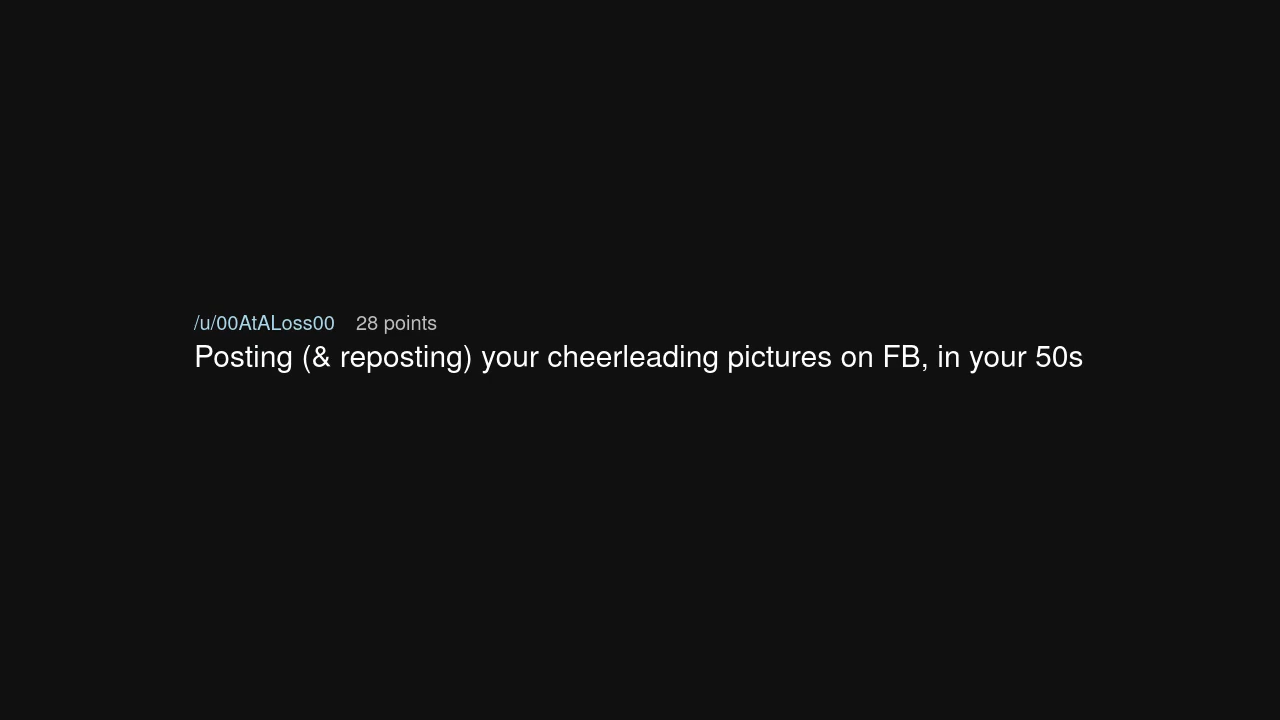 /u/00AtALoss00 28 points
Posting (& reposting) your cheerleading pictures on FB, in your 50s